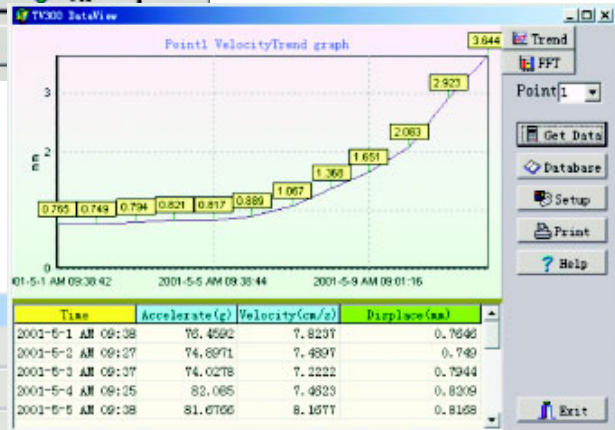 TV300 DataView
Point1 VelocityTrend graph
Trend
FFT
Point 1
Get Data
Database
Setup
Print
Help
Exit
3.644
2.923
2.083
1.651
1.368
1.067
0.889
0.817
0.821
0.794
0.749
0.765
3
2
0
mm
01-5-1 AM 09:38:42 2001-5-5 AM 09:38:44 2001-5-9 AM 09:01:16
Time Accelerate(g) Velocity(cm/s) Displace(mm)
2001-5-1 AM 09:38 76.4592 7.8237 0.7646
2001-5-2 AM 09:27 74.8971 7.4897 0.749
2001-5-3 AM 09:37 74.0278 7.2222 0.7944
2001-5-4 AM 09:25 82.085 7.4623 0.8209
2001-5-5 AM 09:38 81.6766 8.1677 0.8168